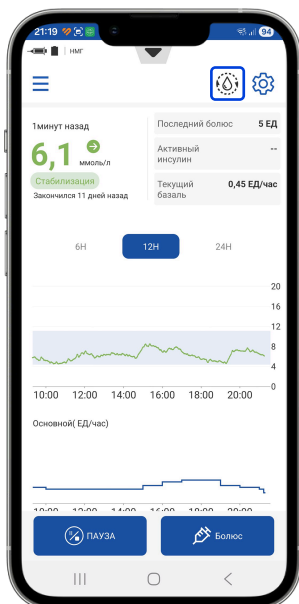 21:19 94
НМГ
1минут назад
6,1 ммоль/л
Стабилизация
Закончился 11 дней назад
Последний болюс 5 ЕД
Активный инсулин --
Текущий базаль 0,45 ЕД/час
6H 12H 24H
20
16
12
8
4
0
10:00 12:00 14:00 16:00 18:00 20:00
Основной( ЕД/час)
10:00 12:00 14:00 16:00 18:00 20:00
ПАУЗА
Болюс